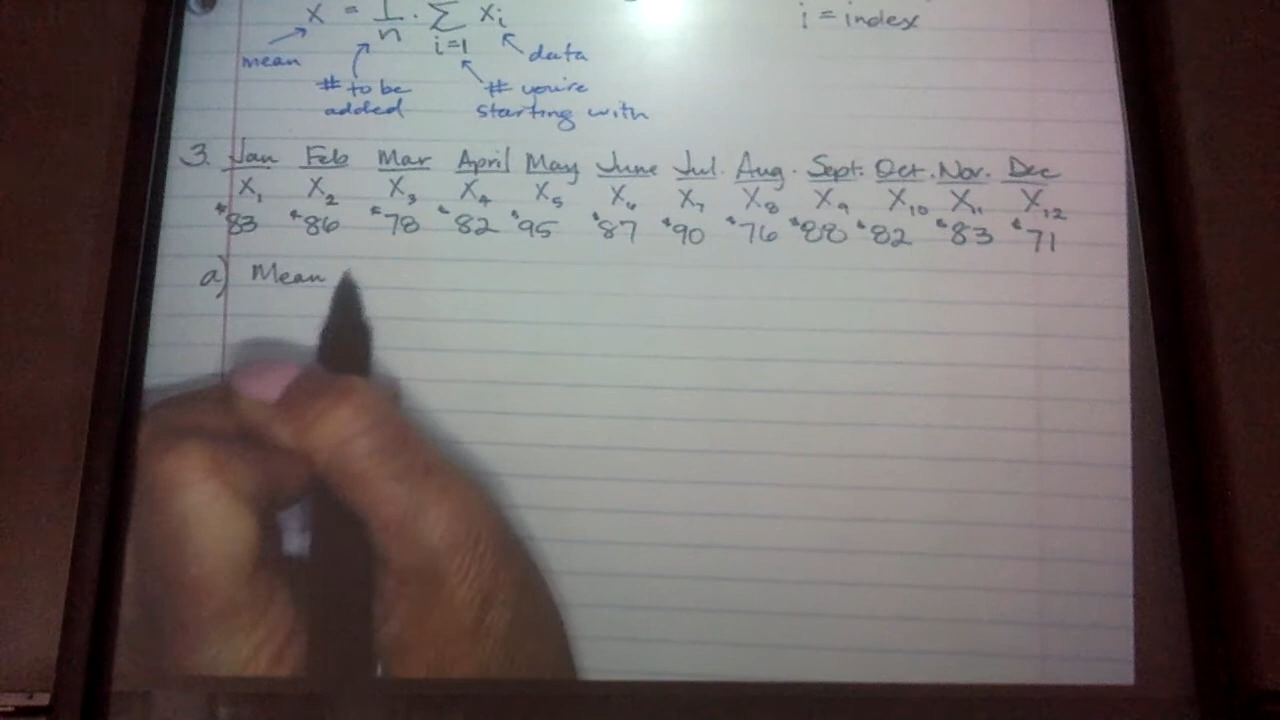 x = 1/n · Σ xi i = index
i=1
mean data
# to be added # you're starting with
3. Jan Feb Mar April May June Jul. Aug. Sept. Oct. Nov. Dec
X1 X2 X3 X4 X5 X6 X7 X8 X9 X10 X11 X12
$83 $86 $78 $82 $95 $87 $90 $76 $88 $82 $83 $71
a) Mean